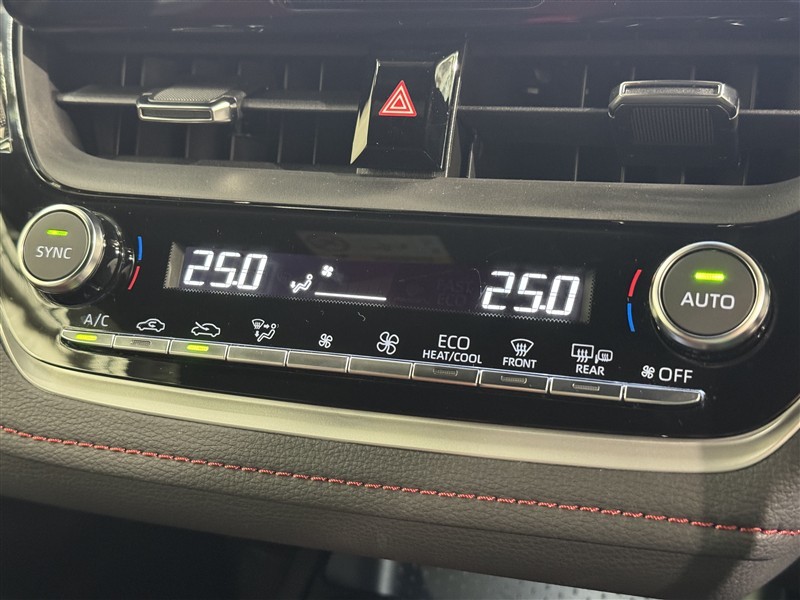 SYNC
25.0
25.0
AUTO
A/C
ECO
HEAT/COOL
FRONT
REAR
OFF